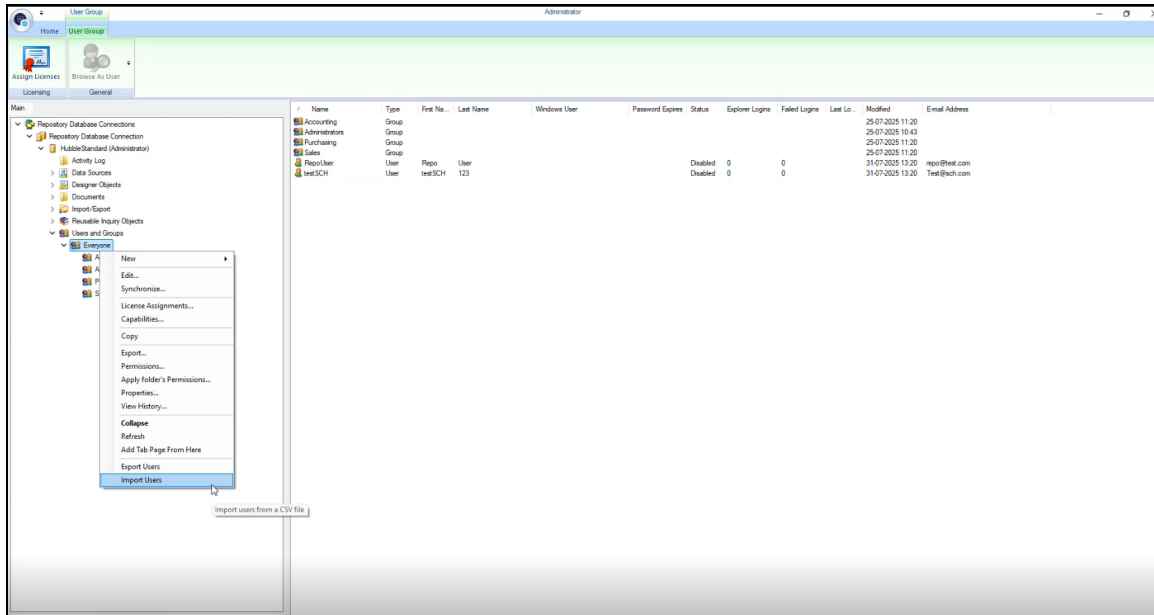 User Group
Administrator
Home
User Group
Assign Licenses
Browse As User
Licensing
General
Main
Repository Database Connections
Repository Database Connection
HubbleStandard (Administrator)
Activity Log
Data Sources
Designer Objects
Documents
Import/Export
Reusable Inquiry Objects
Users and Groups
Everyone
A
A
P
S
New
Edit...
Synchronize...
License Assignments...
Capabilities...
Copy
Export...
Permissions...
Apply folder's Permissions...
Properties...
View History...
Collapse
Refresh
Add Tab Page From Here
Export Users
Import Users
Import users from a CSV file
/ Name Type First Na... Last Name Windows User Password Expires Status Explorer Logins Failed Logins Last Lo... Modified E-mail Address
Accounting Group 25-07-2025 11:20
Administrators Group 25-07-2025 10:43
Purchasing Group 25-07-2025 11:20
Sales Group 25-07-2025 11:20
RepoUser User Repo User Disabled 0 0 31-07-2025 13:20 repo@test.com
testSCH User testSCH 123 Disabled 0 0 31-07-2025 13:20 Test@sch.com